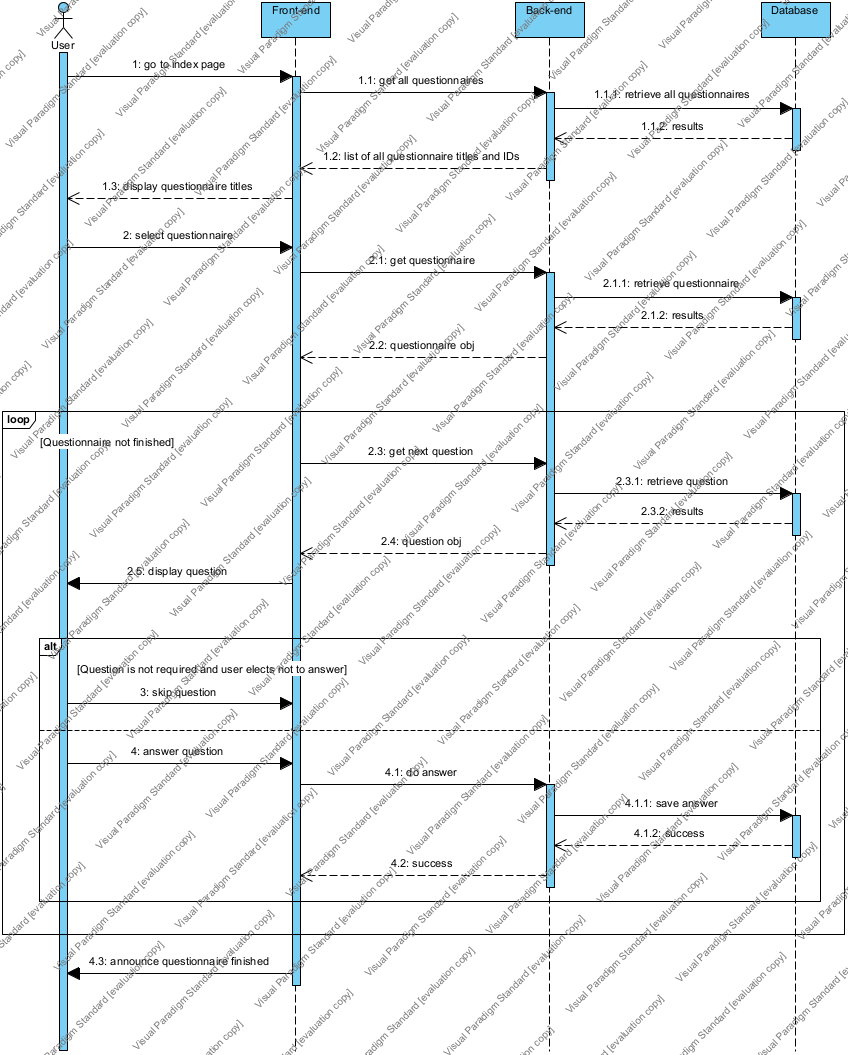 Front-end
Back-end
Database
User
1: go to index page
1.1: get all questionnaires
1.1.1: retrieve all questionnaires
1.1.2: results
1.2: list of all questionnaire titles and IDs
1.3: display questionnaire titles
2: select questionnaire
2.1: get questionnaire
2.1.1: retrieve questionnaire
2.1.2: results
2.2: questionnaire obj
loop
[Questionnaire not finished]
2.3: get next question
2.3.1: retrieve question
2.3.2: results
2.4: question obj
2.5: display question
alt
[Question is not required and user elects not to answer]
3: skip question
4: answer question
4.1: do answer
4.1.1: save answer
4.1.2: success
4.2: success
4.3: announce questionnaire finished
Visual Paradigm Standard [evaluation copy]